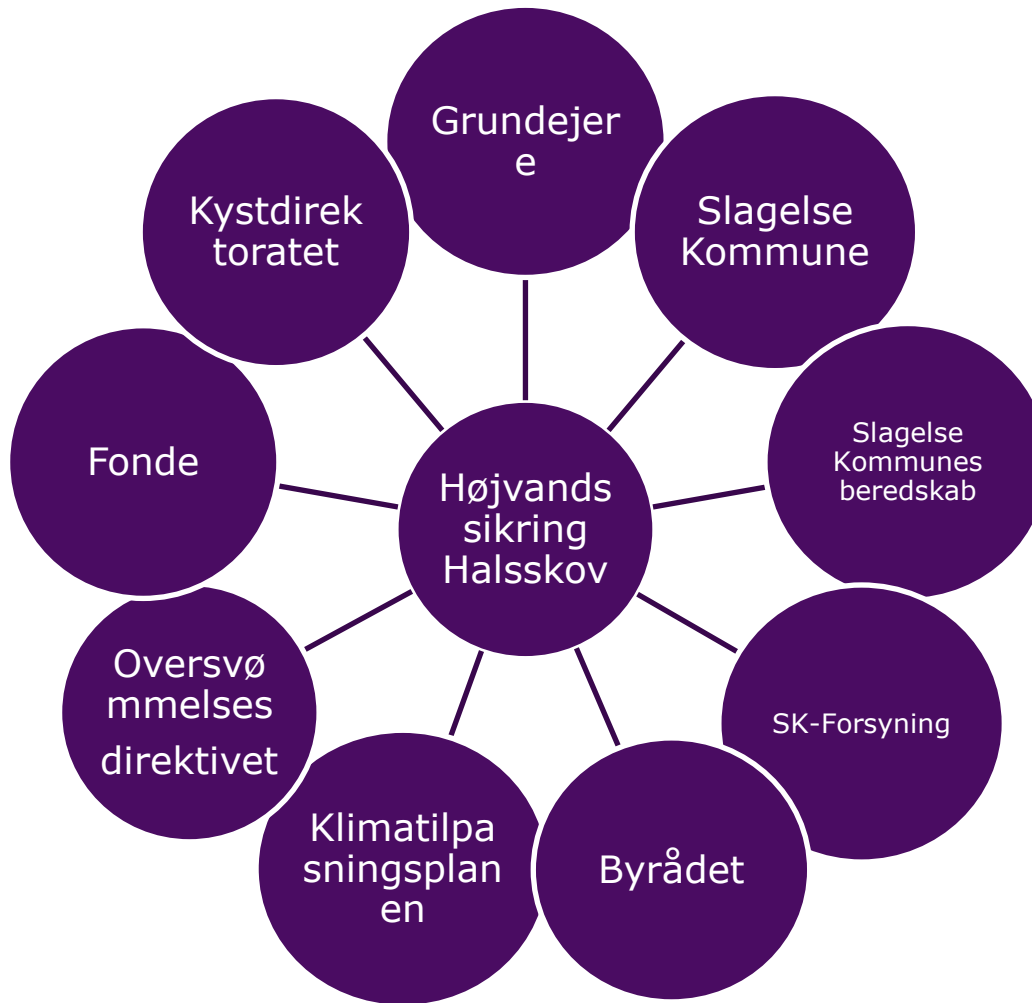 Grundejer
e
Slagelse
Kommune
Slagelse
Kommunes
beredskab
SK-Forsyning
Byrådet
Klimatilpa
sningsplan
en
Oversvø
mmelses
direktivet
Fonde
Kystdirek
toratet
Højvands
sikring
Halsskov